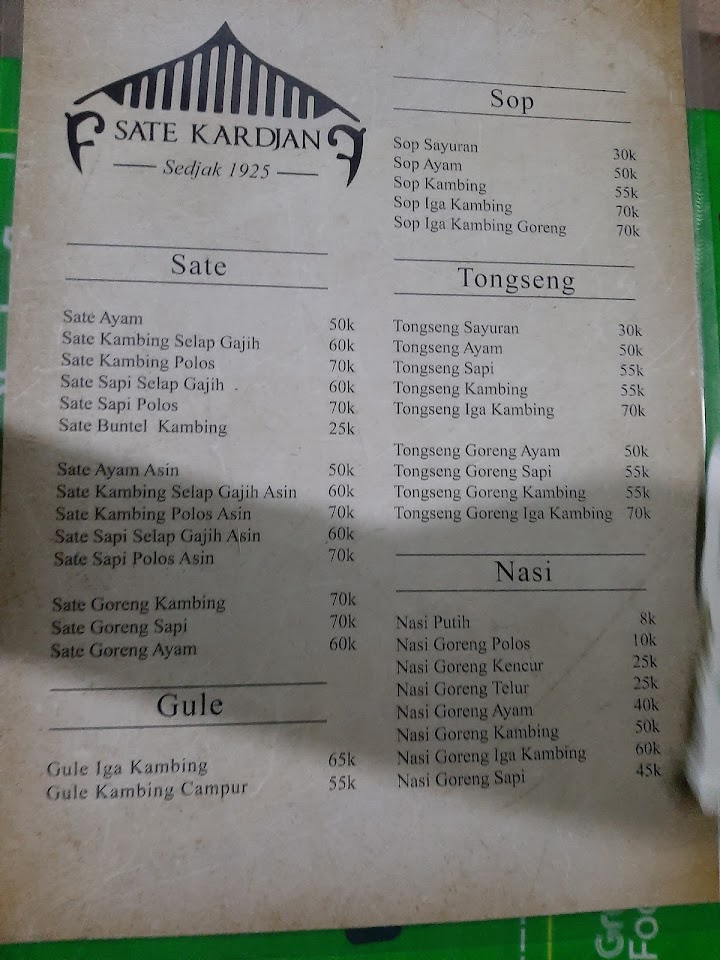 SATE KARDJAN
Sedjak 1925
Sate
Sate Ayam 50k
Sate Kambing Selap Gajih 60k
Sate Kambing Polos 70k
Sate Sapi Selap Gajih 60k
Sate Sapi Polos 70k
Sate Buntel Kambing 25k
Sate Ayam Asin 50k
Sate Kambing Selap Gajih Asin 60k
Sate Kambing Polos Asin 70k
Sate Sapi Selap Gajih Asin 60k
Sate Sapi Polos Asin 70k
Sate Goreng Kambing 70k
Sate Goreng Sapi 70k
Sate Goreng Ayam 60k
Gule
Gule Iga Kambing 65k
Gule Kambing Campur 55k
Sop
Sop Sayuran 30k
Sop Ayam 50k
Sop Kambing 55k
Sop Iga Kambing 70k
Sop Iga Kambing Goreng 70k
Tongseng
Tongseng Sayuran 30k
Tongseng Ayam 50k
Tongseng Sapi 55k
Tongseng Kambing 55k
Tongseng Iga Kambing 70k
Tongseng Goreng Ayam 50k
Tongseng Goreng Sapi 55k
Tongseng Goreng Kambing 55k
Tongseng Goreng Iga Kambing 70k
Nasi
Nasi Putih 8k
Nasi Goreng Polos 10k
Nasi Goreng Kencur 25k
Nasi Goreng Telur 25k
Nasi Goreng Ayam 40k
Nasi Goreng Kambing 50k
Nasi Goreng Iga Kambing 60k
Nasi Goreng Sapi 45k